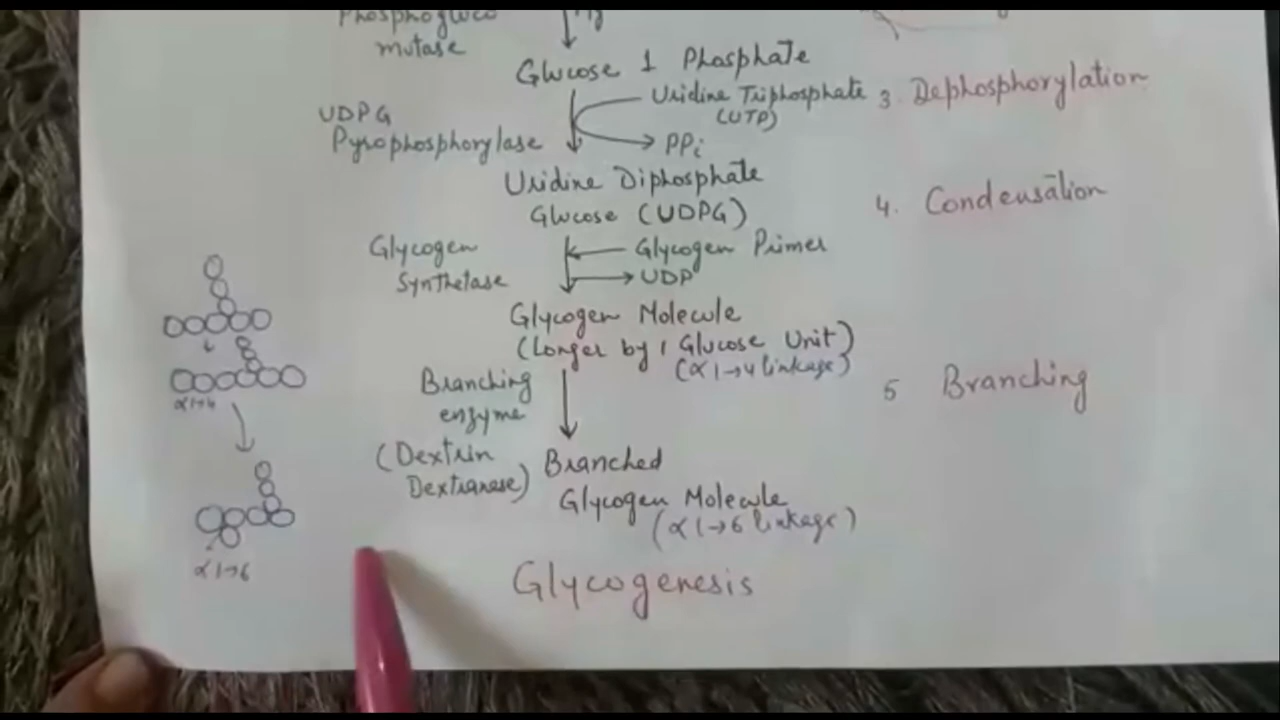 Phosphogluco
mutase
Mg
Glucose 1 Phosphate
Uridine Triphosphate
(UTP)
3. Dephosphorylation
UDPG
Pyrophosphorylase
PPi
Uridine Diphosphate
Glucose (UDPG)
4. Condensation
Glycogen
Synthetase
Glycogen Primer
UDP
Glycogen Molecule
(Longer by 1 Glucose Unit)
(α 1→4 linkage)
Branching
enzyme
5 Branching
α 1→4
(Dextrin
Dextranase)
Branched
Glycogen Molecule
(α 1→6 linkage)
α 1→6
Glycogenesis